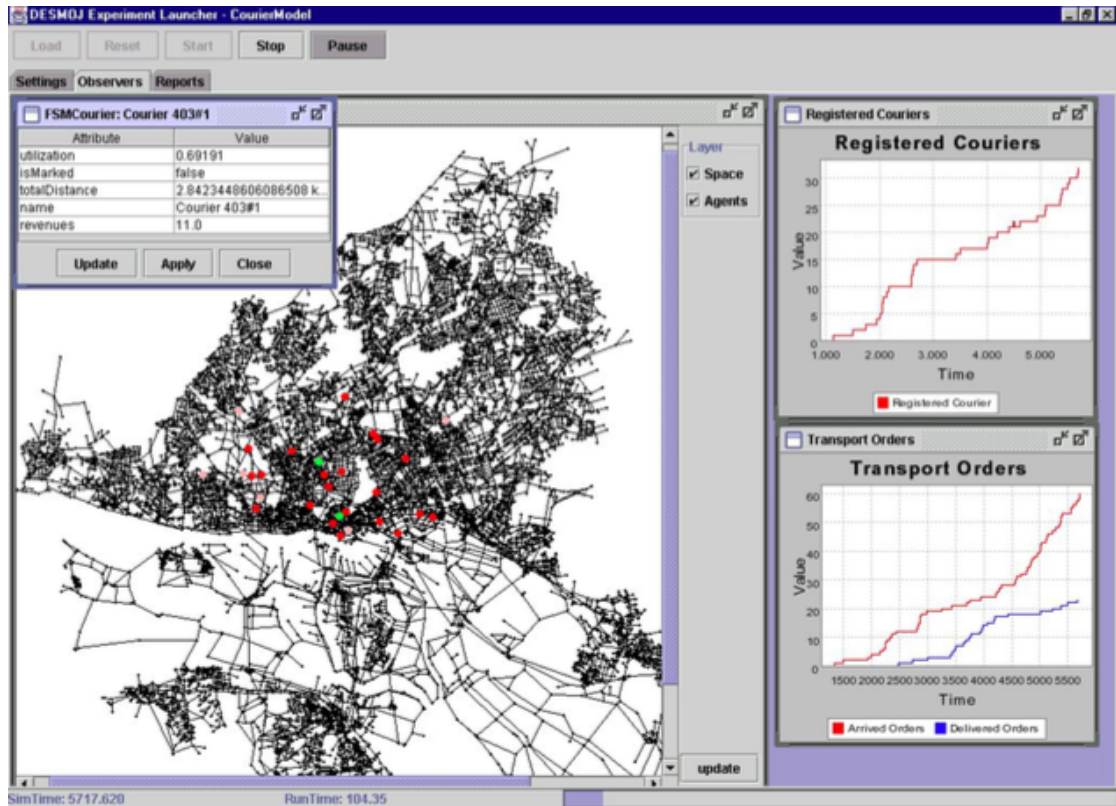 DESMOJ Experiment Launcher - CourierModel
Load Reset Start Stop Pause
Settings Observers Reports
FSMCourier: Courier 403#1
Attribute Value
utilization 0.69191
isMarked false
totalDistance 2.8423448606086508 k...
name Courier 403#1
revenues 11.0
Update Apply Close
Layer
Space
Agents
update
Registered Couriers
Registered Couriers
Value
30
25
20
15
10
5
0
1.000 2.000 3.000 4.000 5.000
Time
Registered Courier
Transport Orders
Transport Orders
Value
60
50
40
30
20
10
0
1500 2000 2500 3000 3500 4000 4500 5000 5500
Time
Arrived Orders Delivered Orders
SimTime: 5717.620 RunTime: 104.35